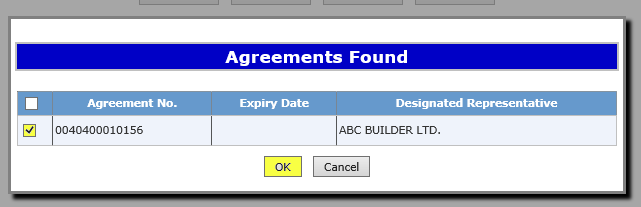 Agreements Found
Agreement No. Expiry Date Designated Representative
0040400010156 ABC BUILDER LTD.
OK Cancel